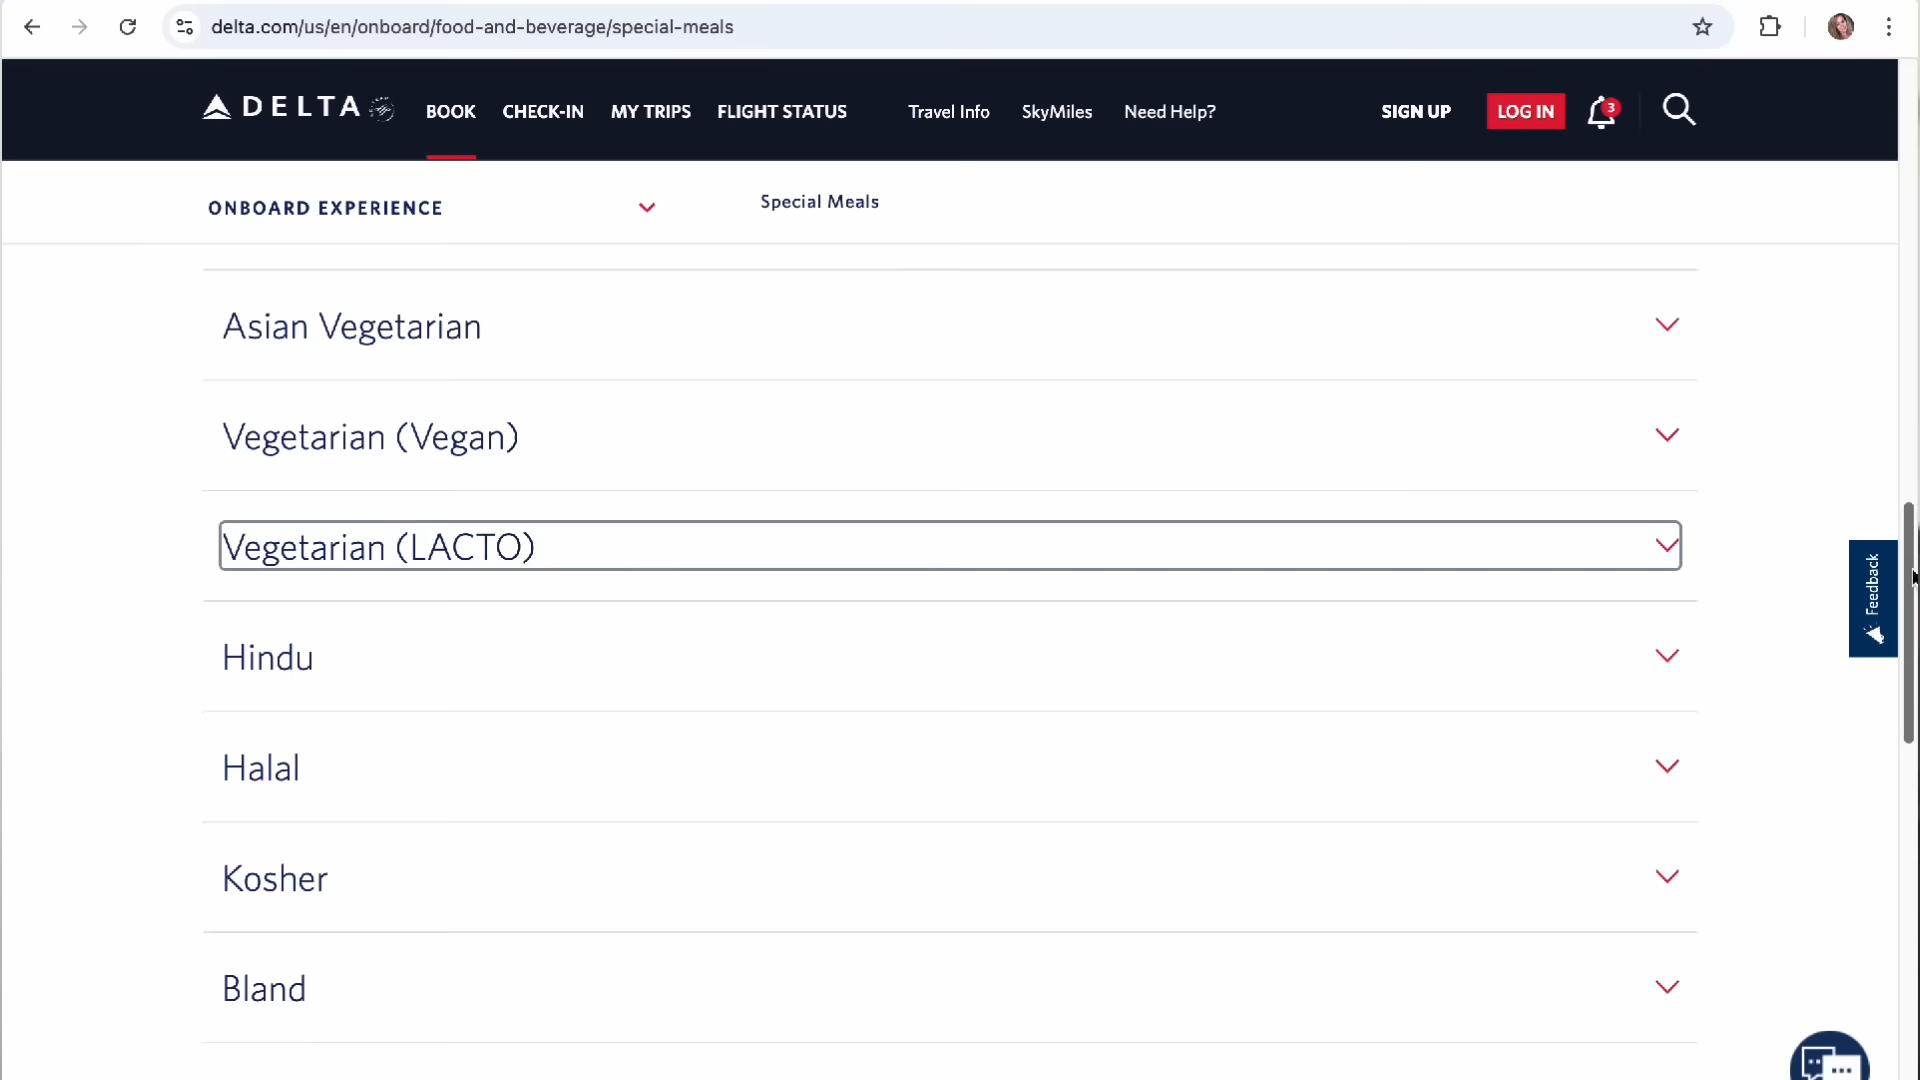 delta.com/us/en/onboard/food-and-beverage/special-meals
DELTA BOOK CHECK-IN MY TRIPS FLIGHT STATUS Travel Info SkyMiles Need Help? SIGN UP LOG IN 3
ONBOARD EXPERIENCE Special Meals
Asian Vegetarian
Vegetarian (Vegan)
Vegetarian (LACTO)
Feedback
Hindu
Halal
Kosher
Bland